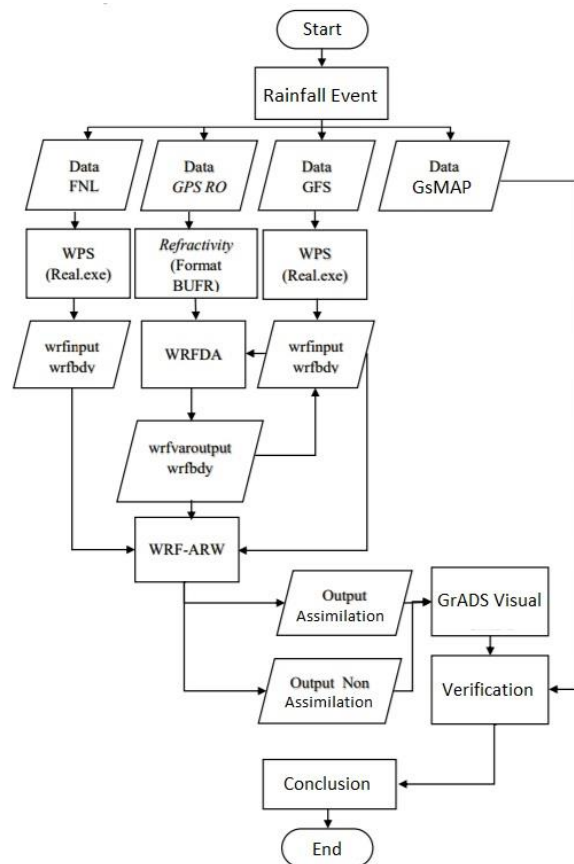 Start
Rainfall Event
Data
FNL
Data
GPS RO
Data
GFS
Data
GsMAP
WPS
(Real.exe)
Refractivity
(Format
BUFR)
WPS
(Real.exe)
wrfinput
wrfbdy
WRFDA
wrfinput
wrfbdy
wrfvaroutput
wrfbdy
WRF-ARW
Output
Assimilation
GrADS Visual
Output Non
Assimilation
Verification
Conclusion
End